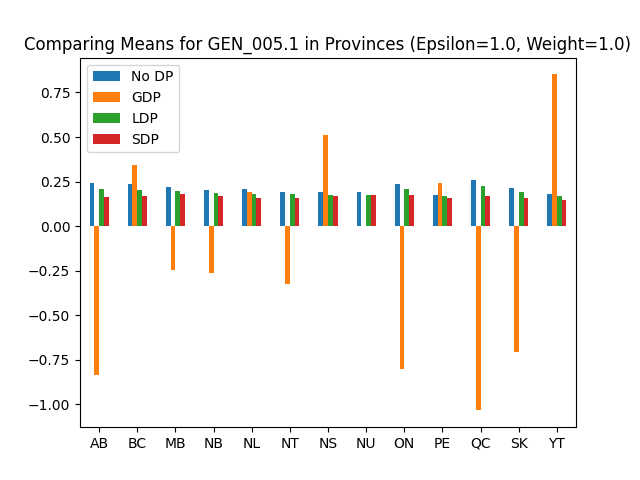 Comparing Means for GEN_005.1 in Provinces (Epsilon=1.0, Weight=1.0)
No DP
GDP
LDP
SDP
0.75
0.50
0.25
0.00
−0.25
−0.50
−0.75
−1.00
AB BC MB NB NL NT NS NU ON PE QC SK YT